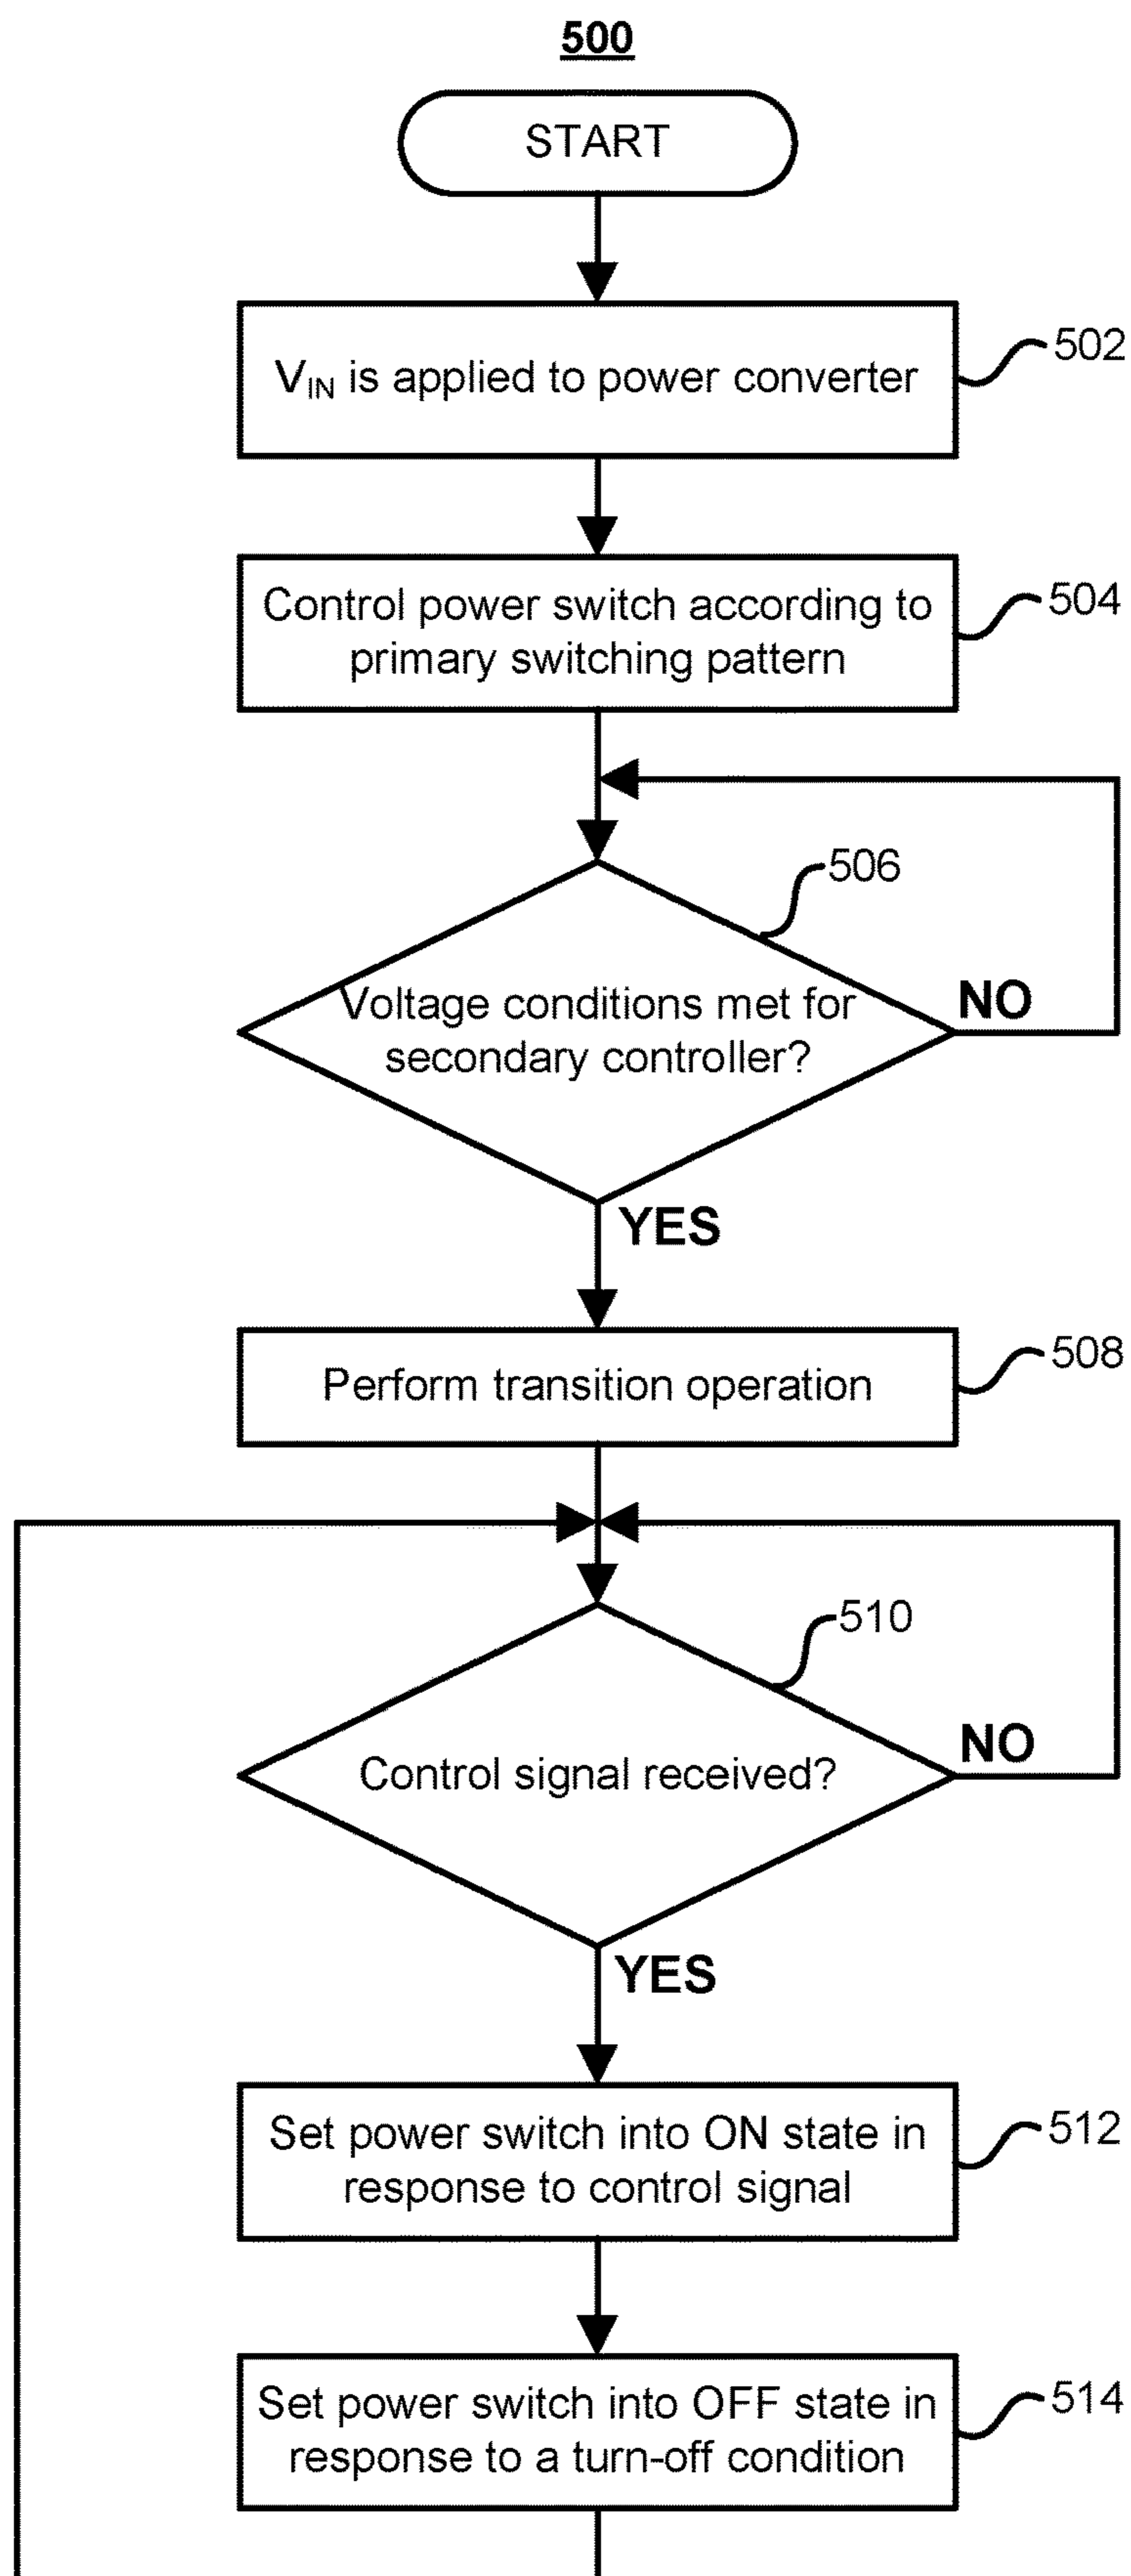 500
START
VIN is applied to power converter
502
Control power switch according to
primary switching pattern
504
506
Voltage conditions met for
secondary controller?
NO
YES
Perform transition operation
508
510
Control signal received?
NO
YES
Set power switch into ON state in
response to control signal
512
Set power switch into OFF state in
response to a turn-off condition
514